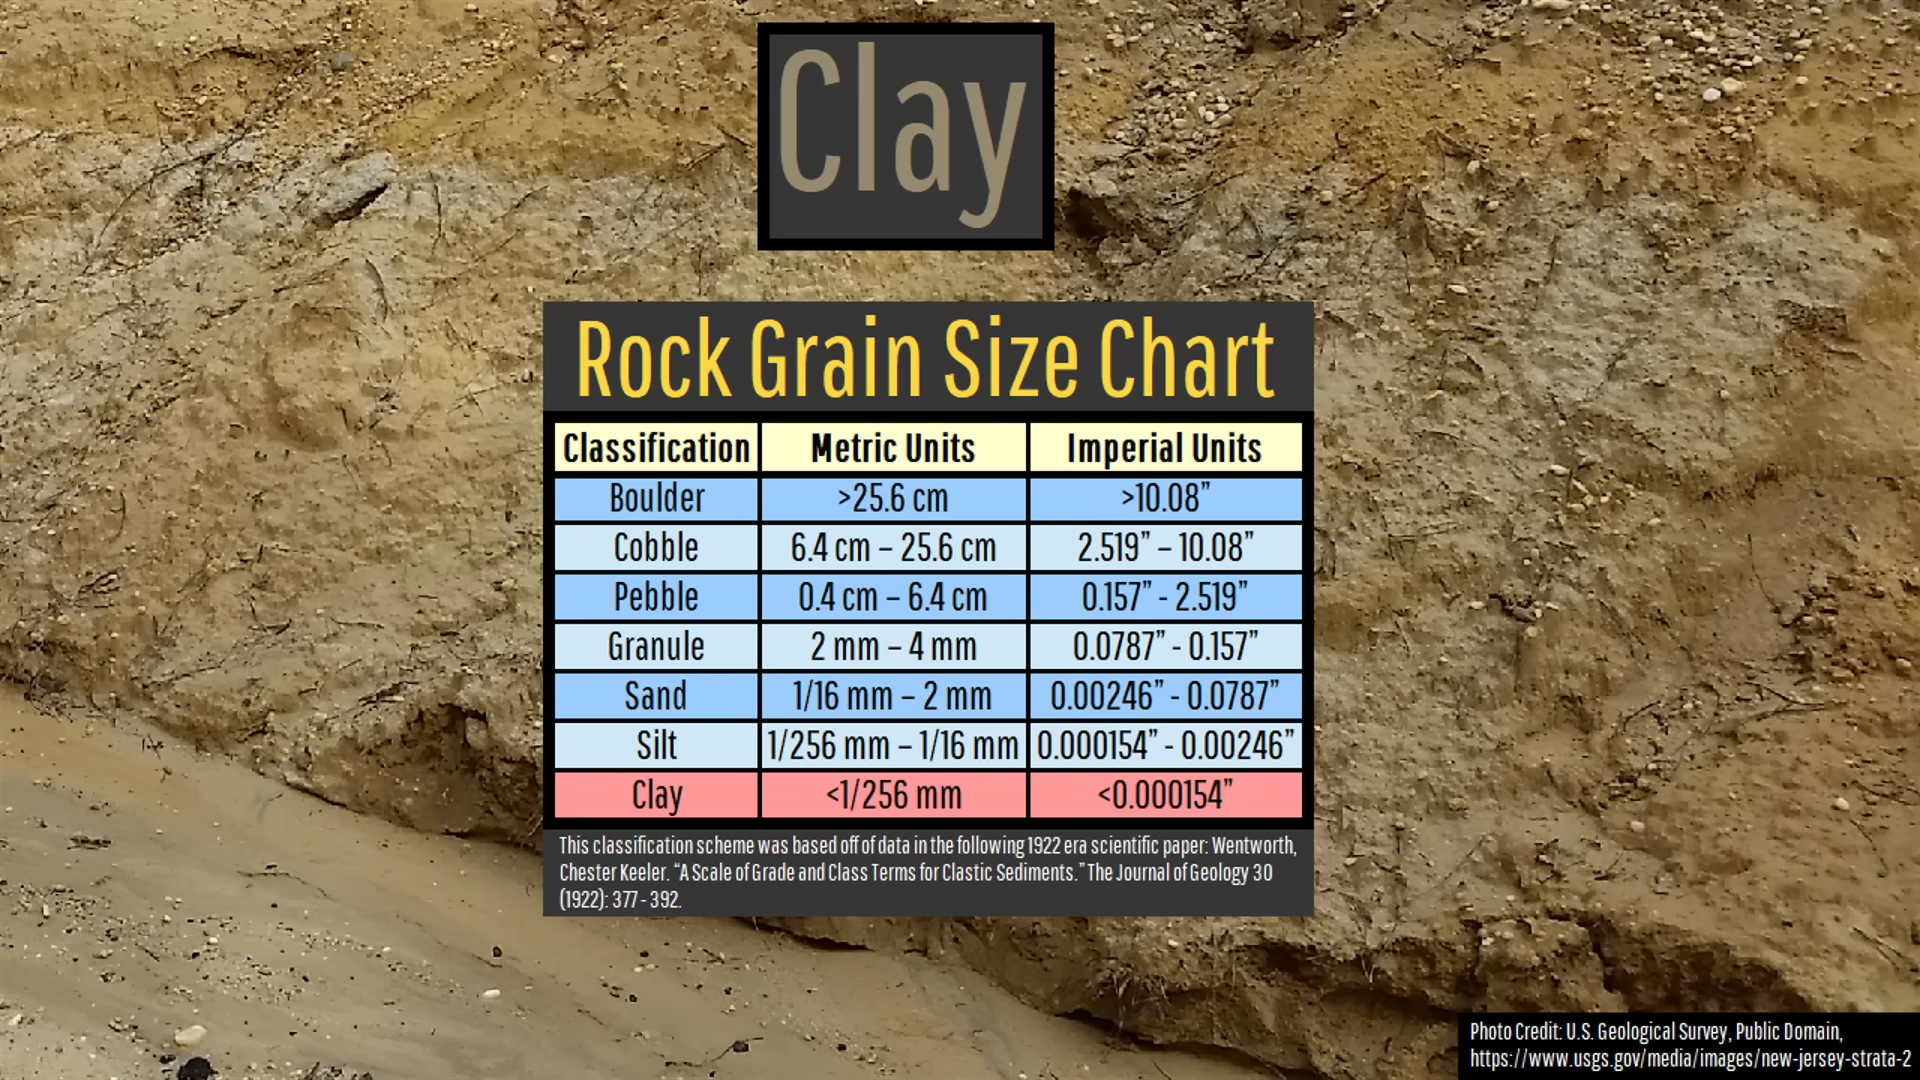 Clay
Rock Grain Size Chart
Classification Metric Units Imperial Units
Boulder >25.6 cm >10.08”
Cobble 6.4 cm – 25.6 cm 2.519” – 10.08”
Pebble 0.4 cm – 6.4 cm 0.157” - 2.519”
Granule 2 mm – 4 mm 0.0787” - 0.157”
Sand 1/16 mm – 2 mm 0.00246” - 0.0787”
Silt 1/256 mm – 1/16 mm 0.000154” - 0.00246”
Clay <1/256 mm <0.000154”
This classification scheme was based off of data in the following 1922 era scientific paper: Wentworth,
Chester Keeler. “A Scale of Grade and Class Terms for Clastic Sediments.” The Journal of Geology 30
(1922): 377 - 392.
Photo Credit: U.S. Geological Survey, Public Domain,
https://www.usgs.gov/media/images/new-jersey-strata-2